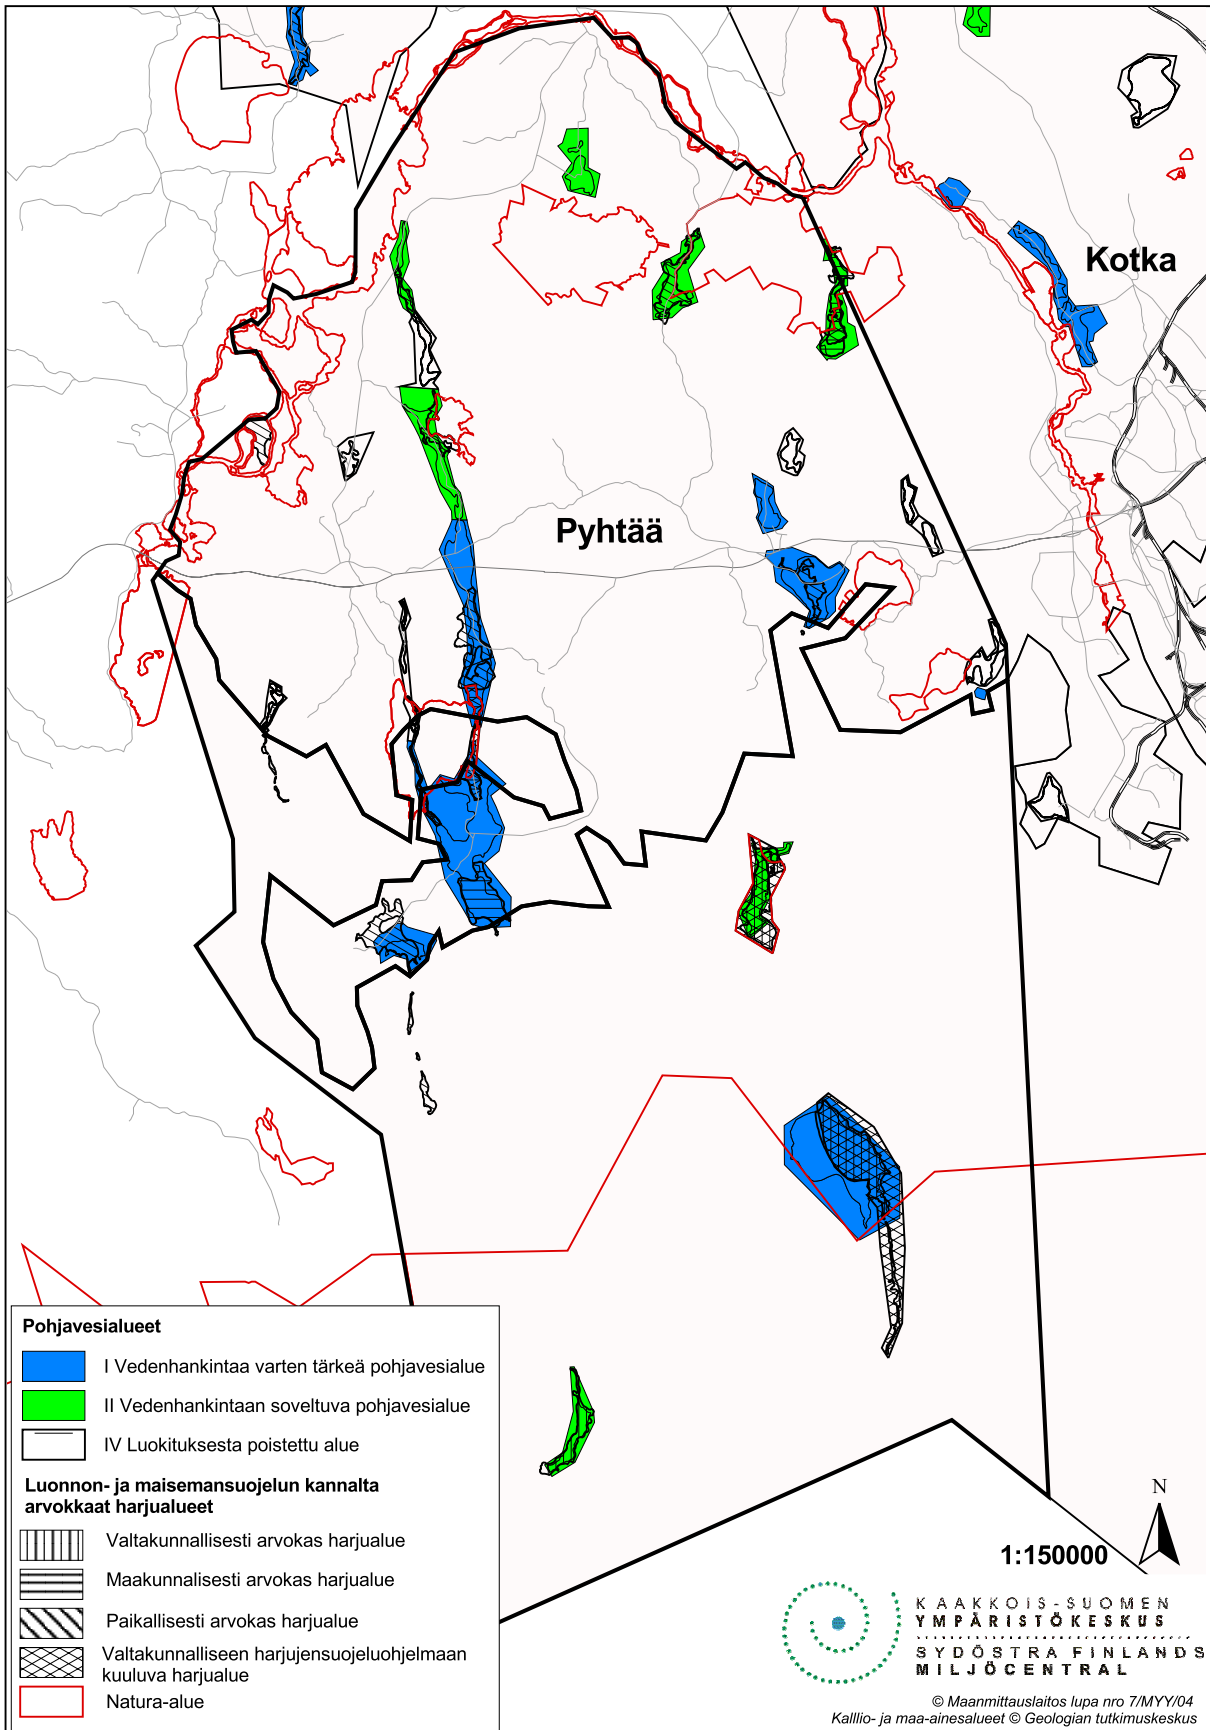 Kotka
Pyhtää
Pohjavesialueet
I Vedenhankintaa varten tärkeä pohjavesialue
II Vedenhankintaan soveltuva pohjavesialue
IV Luokituksesta poistettu alue
Luonnon- ja maisemansuojelun kannalta
arvokkaat harjualueet
Valtakunnallisesti arvokas harjualue
Maakunnalisesti arvokas harjualue
Paikallisesti arvokas harjualue
Valtakunnalliseen harjujensuojeluohjelmaan
kuuluva harjualue
Natura-alue
N
1:150000
KAAKKOIS-SUOMEN
YMPÄRISTÖKESKUS
SYDÖSTRA FINLANDS
MILJÖCENTRAL
© Maanmittauslaitos lupa nro 7/MYY/04
Kalllio- ja maa-ainesalueet © Geologian tutkimuskeskus